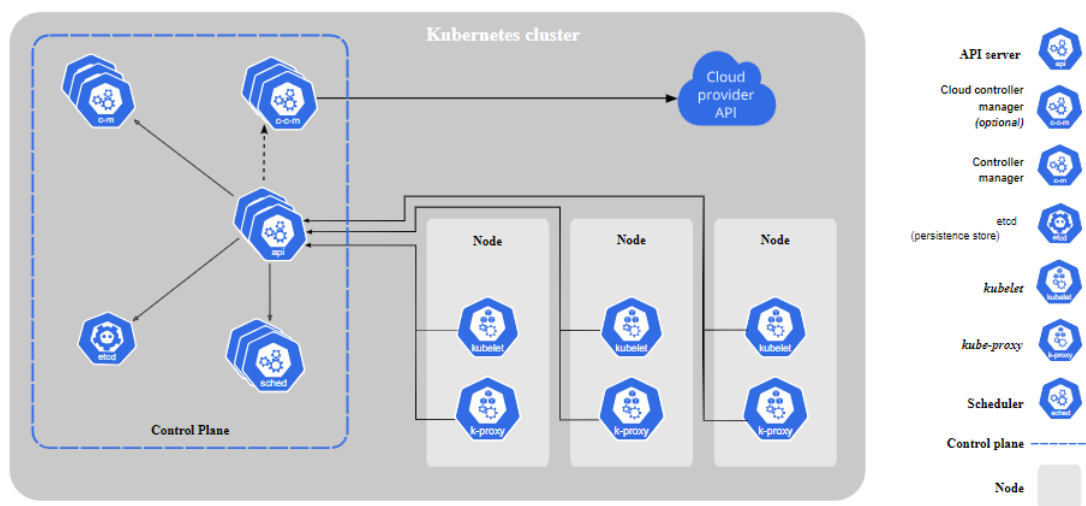 Kubernetes cluster
c-m
c-c-m
Cloud
provider
API
api
Node
Node
Node
etcd
sched
kubelet
kubelet
kubelet
k-proxy
k-proxy
k-proxy
Control Plane
API server
api
Cloud controller
manager
(optional)
c-c-m
Controller
manager
c-m
etcd
(persistence store)
etcd
kubelet
kubelet
kube-proxy
k-proxy
Scheduler
sched
Control plane
Node